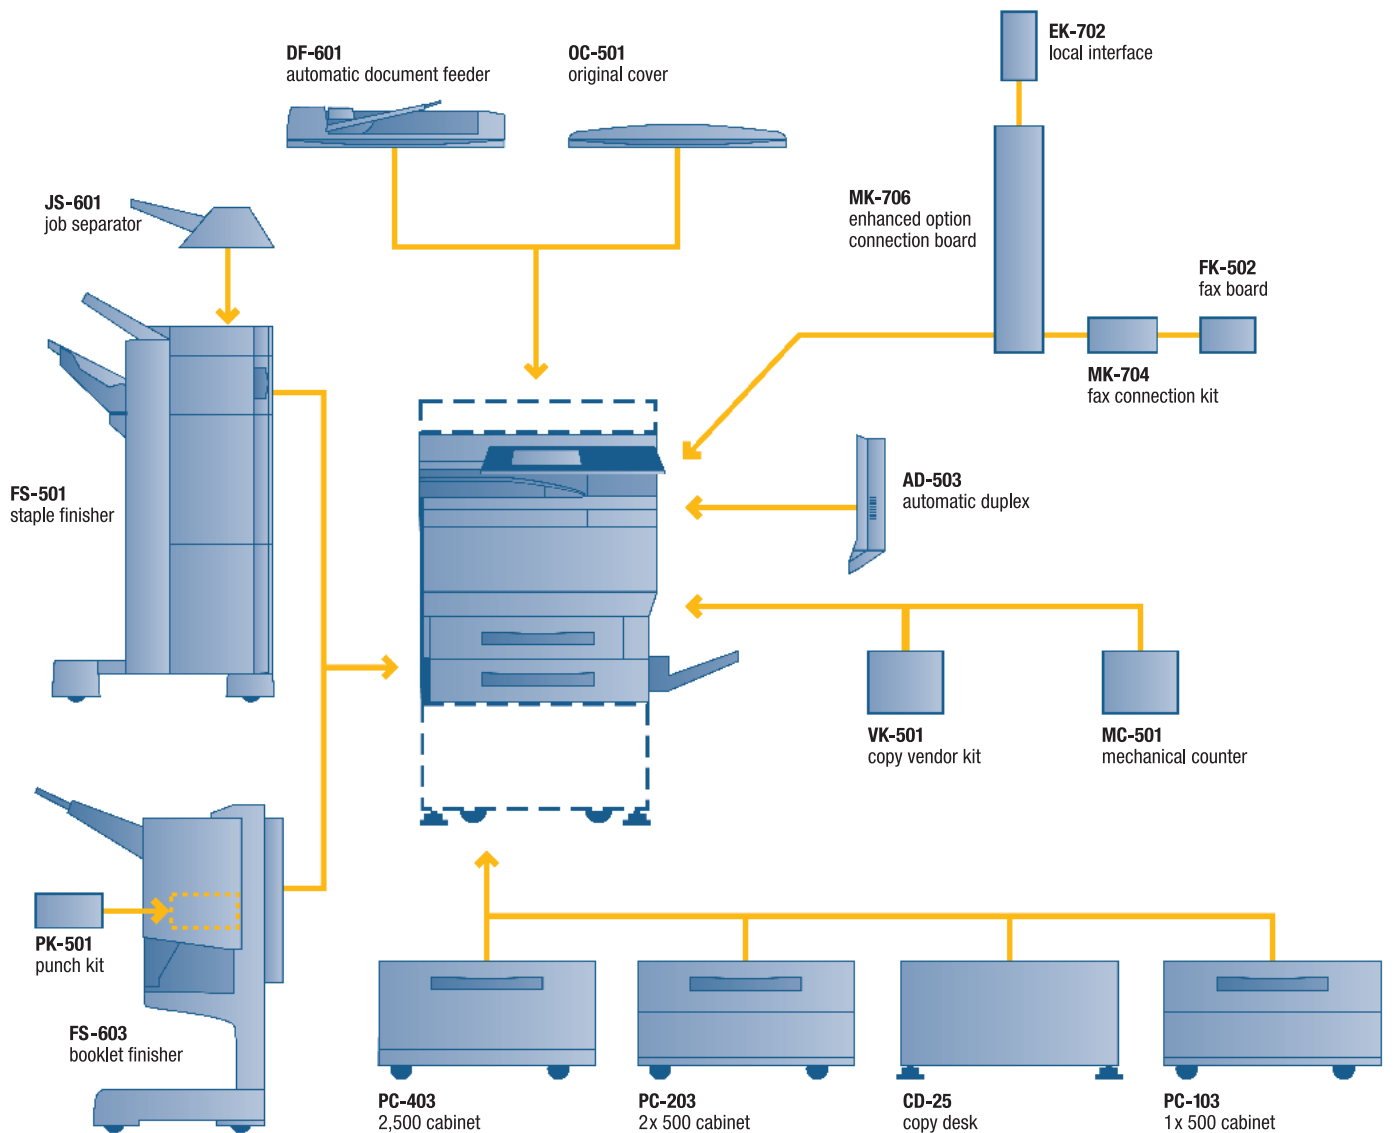 DF-601
automatic document feeder
OC-501
original cover
EK-702
local interface
JS-601
job separator
MK-706
enhanced option
connection board
FK-502
fax board
MK-704
fax connection kit
FS-501
staple finisher
AD-503
automatic duplex
VK-501
copy vendor kit
MC-501
mechanical counter
PK-501
punch kit
FS-603
booklet finisher
PC-403
2,500 cabinet
PC-203
2x 500 cabinet
CD-25
copy desk
PC-103
1x 500 cabinet